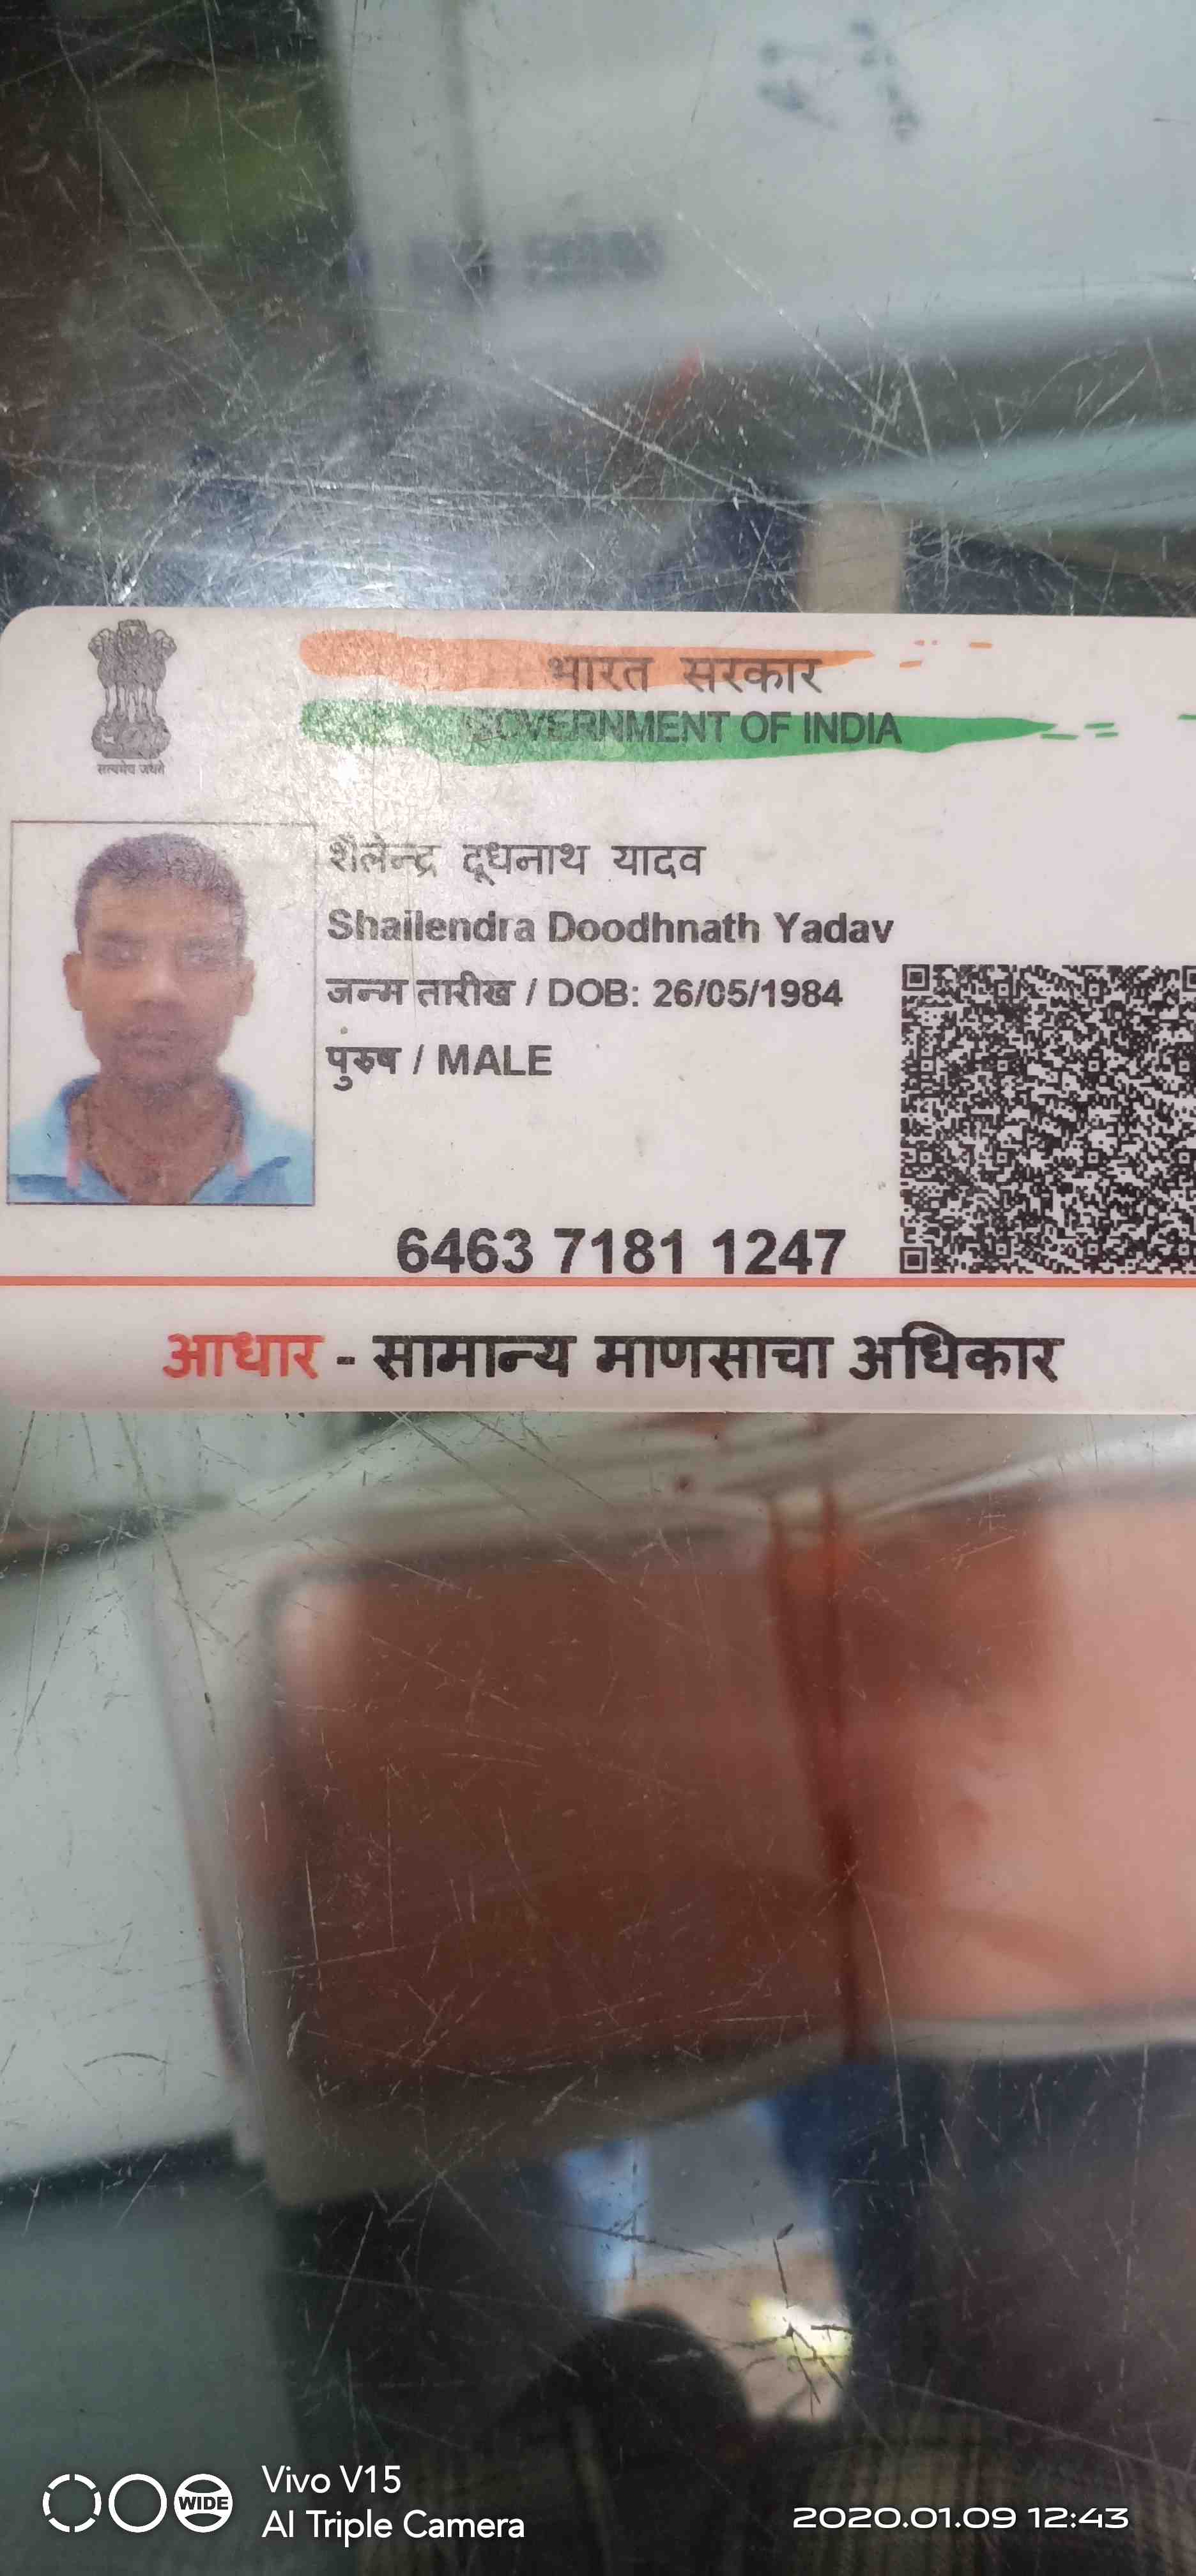 भारत सरकार
GOVERNMENT OF INDIA
सत्यमेव जयते
शैलेन्द्र दूधनाथ यादव
Shailendra Doodhnath Yadav
जन्म तारीख / DOB: 26/05/1984
पुरुष / MALE
6463 7181 1247
आधार - सामान्य माणसाचा अधिकार
WIDE
Vivo V15
AI Triple Camera
2020.01.09 12:43